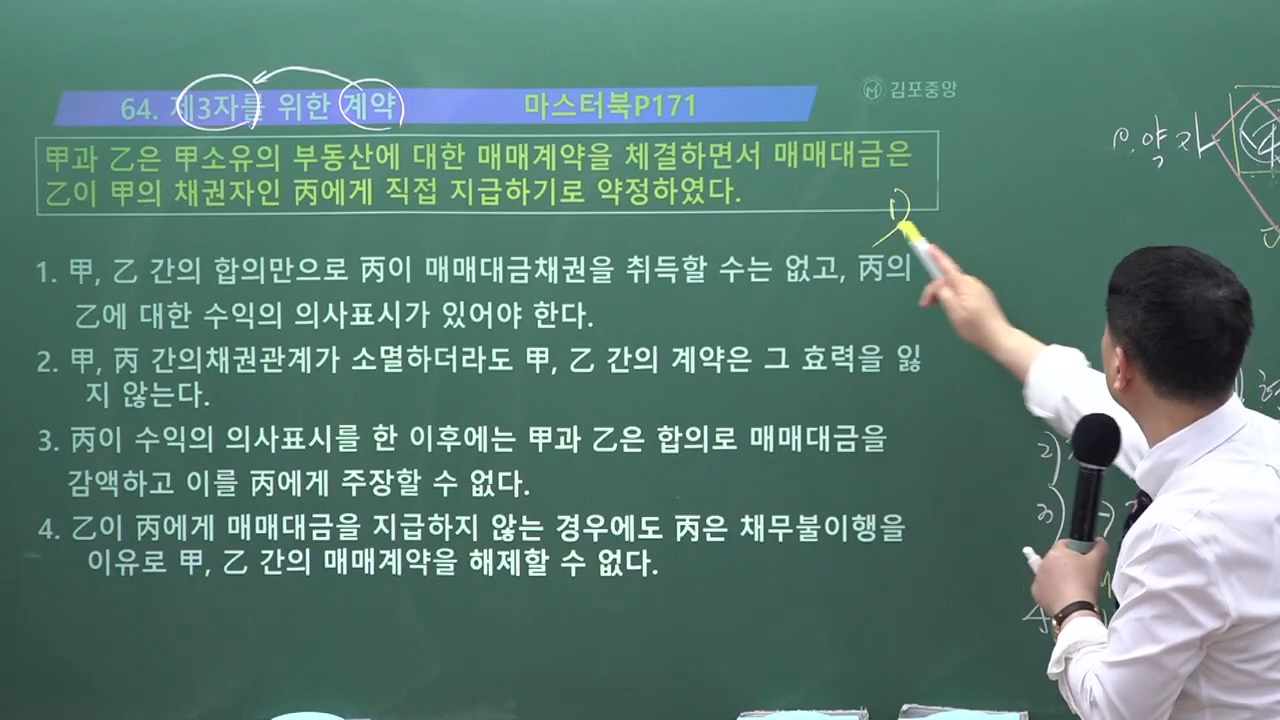 64. 제3자를 위한 계약 마스터북P171
김포중앙
甲과 乙은 甲소유의 부동산에 대한 매매계약을 체결하면서 매매대금은
乙이 甲의 채권자인 丙에게 직접 지급하기로 약정하였다.
1. 甲, 乙 간의 합의만으로 丙이 매매대금채권을 취득할 수는 없고, 丙의
乙에 대한 수익의 의사표시가 있어야 한다.
2. 甲, 丙 간의채권관계가 소멸하더라도 甲, 乙 간의 계약은 그 효력을 잃
지 않는다.
3. 丙이 수익의 의사표시를 한 이후에는 甲과 乙은 합의로 매매대금을
감액하고 이를 丙에게 주장할 수 없다.
4. 乙이 丙에게 매매대금을 지급하지 않는 경우에도 丙은 채무불이행을
이유로 甲, 乙 간의 매매계약을 해제할 수 없다.
약자
2)
3)